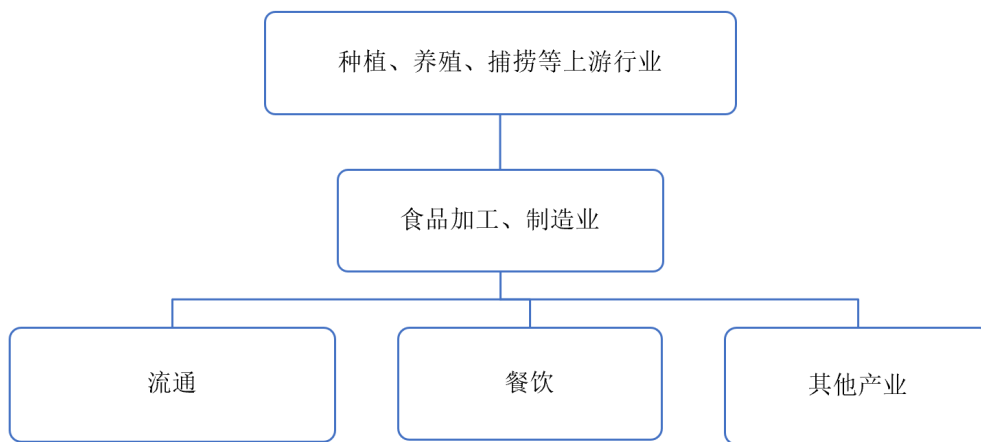 种植、养殖、捕捞等上游行业
食品加工、制造业
流通
餐饮
其他产业